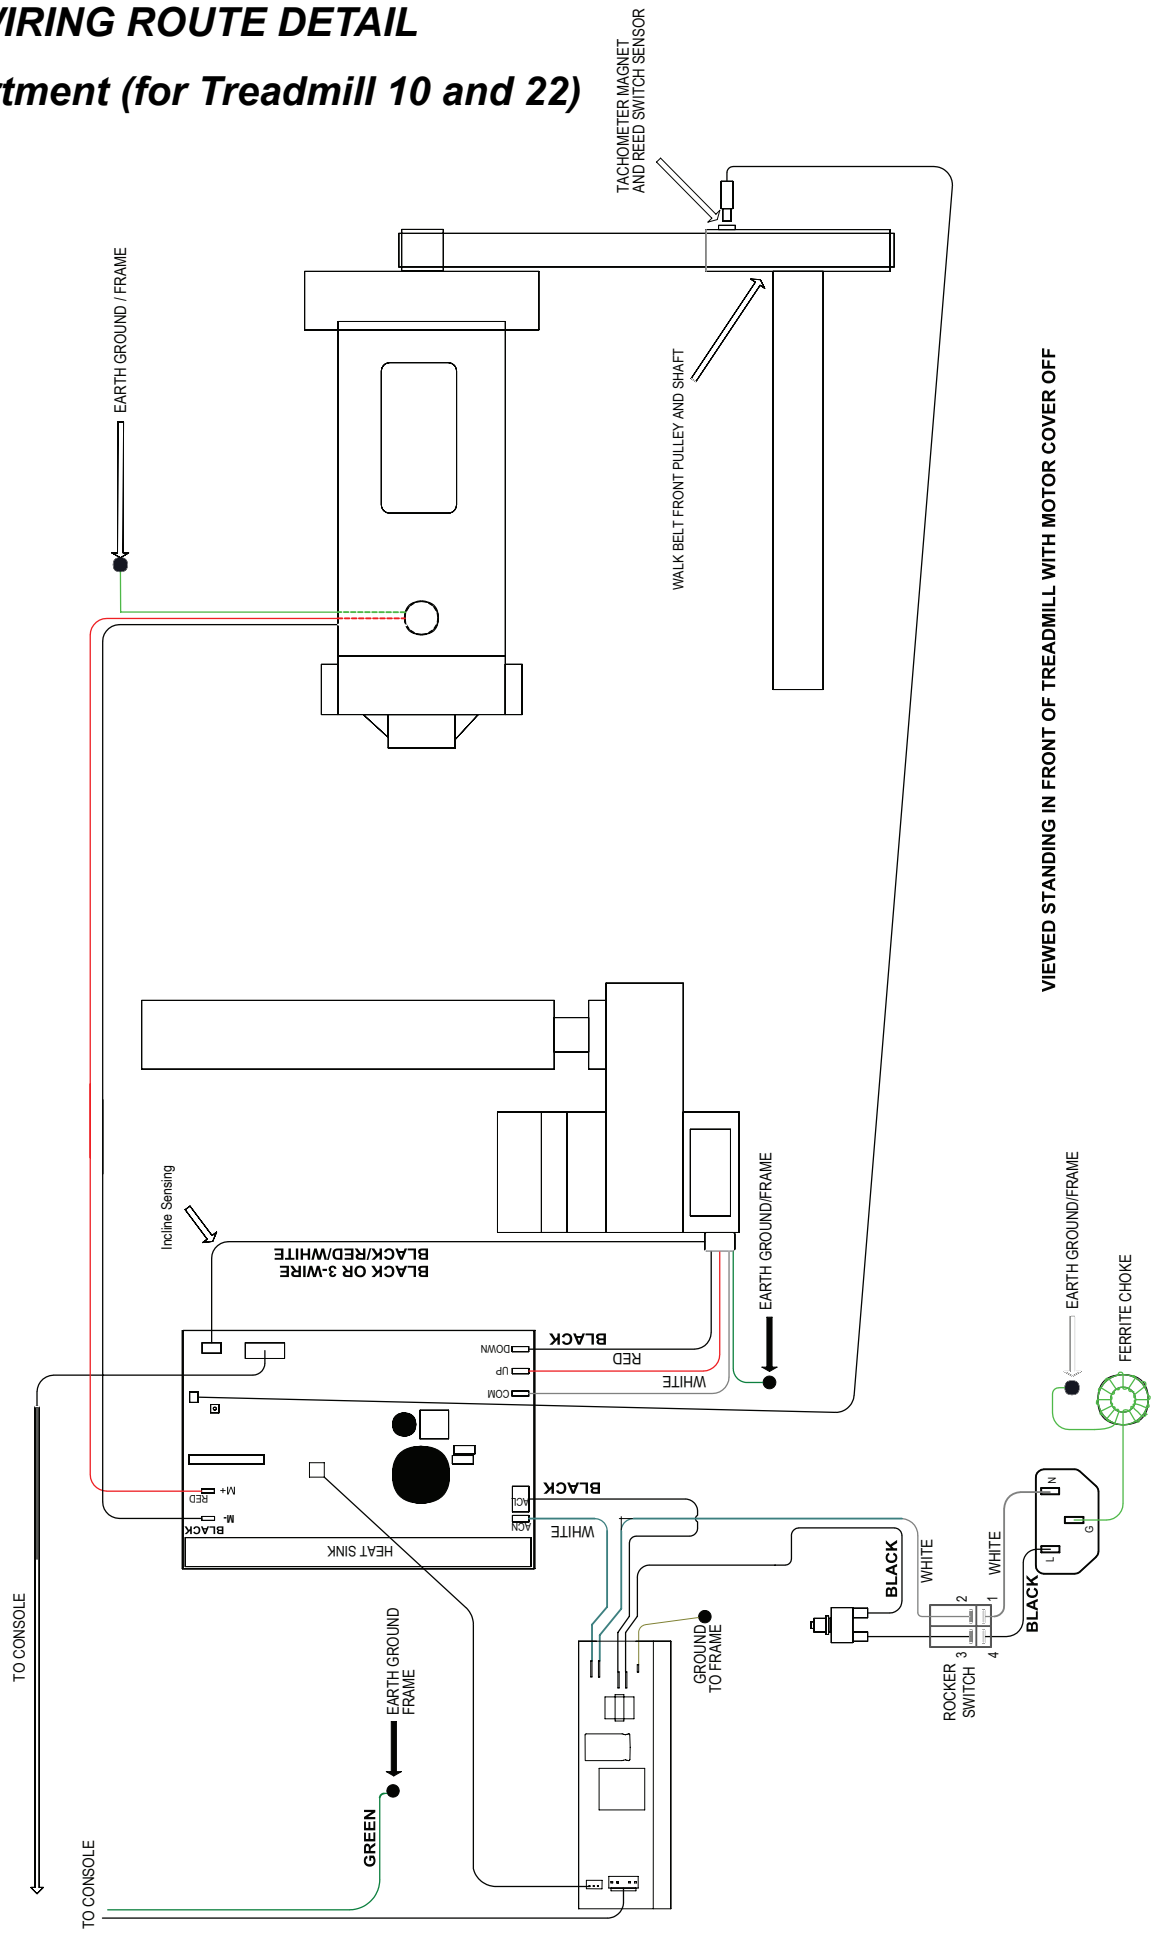 WIRING ROUTE DETAIL
rtment (for Treadmill 10 and 22)
TACHOMETER MAGNET
AND REED SWITCH SENSOR
EARTH GROUND / FRAME
WALK BELT FRONT PULLEY AND SHAFT
VIEWED STANDING IN FRONT OF TREADMILL WITH MOTOR COVER OFF
Incline Sensing
BLACK OR 3-WIRE
BLACK/RED/WHITE
EARTH GROUND/FRAME
EARTH GROUND/FRAME
FERRITE CHOKE
DOWN
UP
COM
BLACK
RED
WHITE
M+
RED
M-
BLACK
HEAT SINK
ACL
ACN
BLACK
WHITE
TO CONSOLE
TO CONSOLE
GREEN
EARTH GROUND
FRAME
GROUND
TO FRAME
BLACK
WHITE
WHITE
BLACK
ROCKER
SWITCH
2
1
3
4
N
G
L